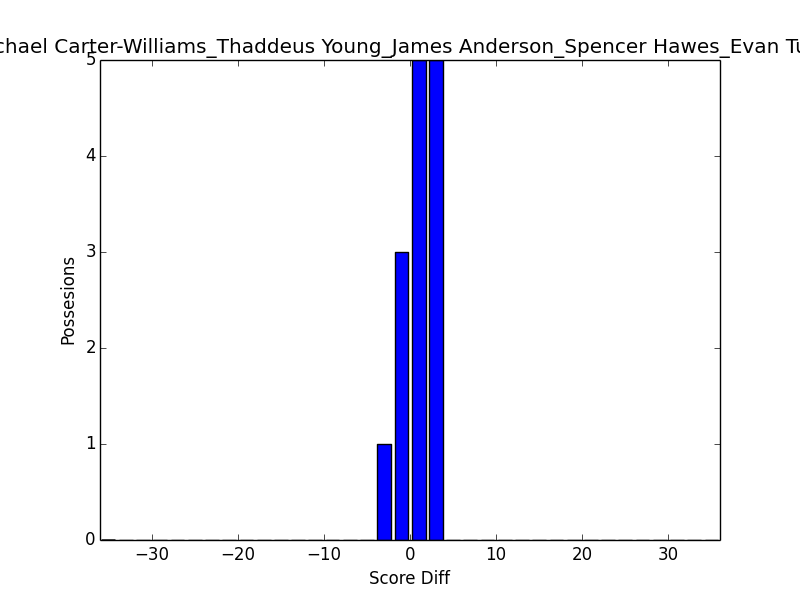 chael Carter-Williams_Thaddeus Young_James Anderson_Spencer Hawes_Evan Tu
5
4
3
2
1
0
Possesions
−30 −20 −10 0 10 20 30
Score Diff